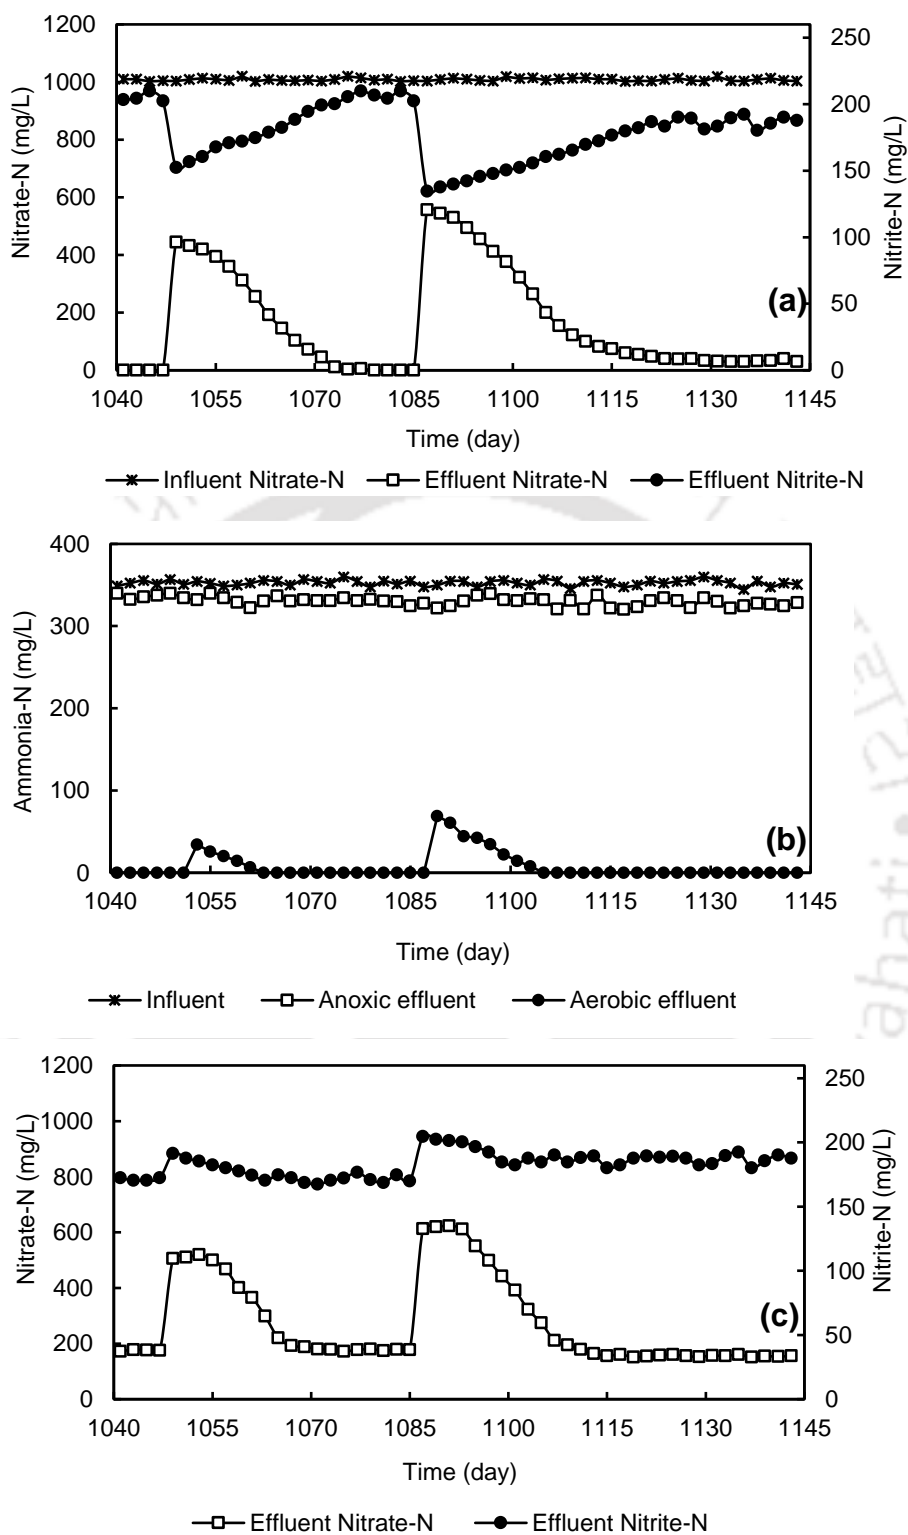 1200
1000
800
600
400
200
0
250
200
150
100
50
0
Nitrate-N (mg/L)
Nitrite-N (mg/L)
(a)
1040 1055 1070 1085 1100 1115 1130 1145
Time (day)
Influent Nitrate-N Effluent Nitrate-N Effluent Nitrite-N
400
300
200
100
0
Ammonia-N (mg/L)
(b)
1040 1055 1070 1085 1100 1115 1130 1145
Time (day)
Influent Anoxic effluent Aerobic effluent
1200
1000
800
600
400
200
0
250
200
150
100
50
0
Nitrate-N (mg/L)
Nitrite-N (mg/L)
(c)
1040 1055 1070 1085 1100 1115 1130 1145
Time (day)
Effluent Nitrate-N Effluent Nitrite-N